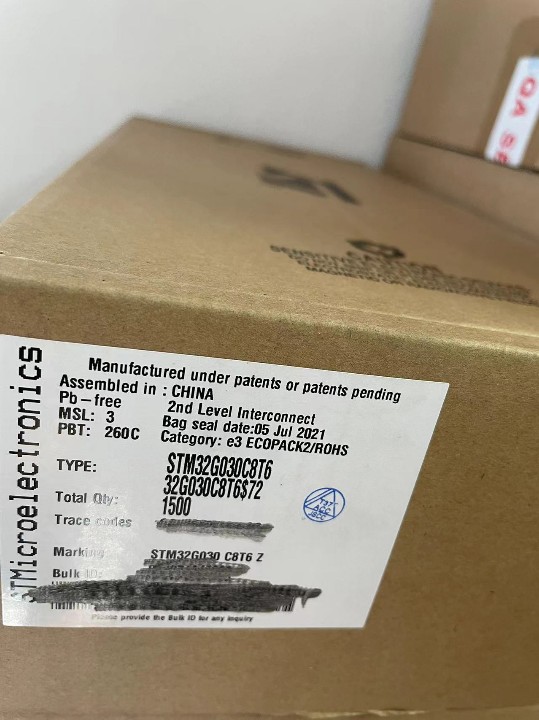 QA
STMicroelectronics
Manufactured under patents or patents pending
Assembled in : CHINA
Pb-free 2nd Level Interconnect
MSL: 3 Bag seal date:05 Jul 2021
PBT: 260C Category: e3 ECOPACK2/ROHS
TYPE: STM32G030C8T6
32G030C8T6$72
Total Qty: 1500
Trace codes
Marking STM32G030 C8T6 Z
Bulk ID:
Please provide the Bulk ID for any inquiry